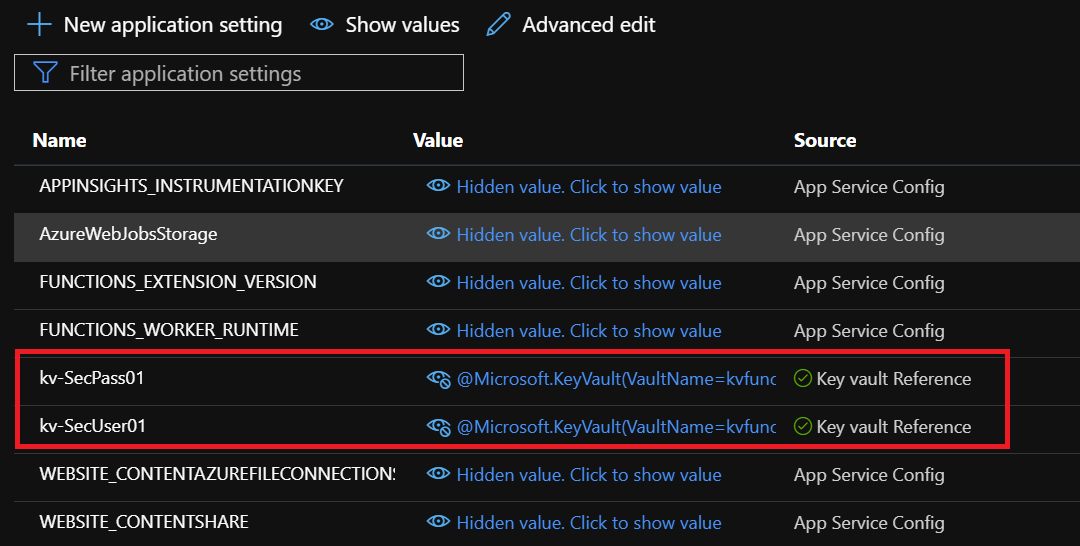 New application setting Show values Advanced edit
Filter application settings
Name Value Source
APPINSIGHTS_INSTRUMENTATIONKEY Hidden value. Click to show value App Service Config
AzureWebJobsStorage Hidden value. Click to show value App Service Config
FUNCTIONS_EXTENSION_VERSION Hidden value. Click to show value App Service Config
FUNCTIONS_WORKER_RUNTIME Hidden value. Click to show value App Service Config
kv-SecPass01 @Microsoft.KeyVault(VaultName=kvfunc Key vault Reference
kv-SecUser01 @Microsoft.KeyVault(VaultName=kvfunc Key vault Reference
WEBSITE_CONTENTAZUREFILECONNECTIONS Hidden value. Click to show value App Service Config
WEBSITE_CONTENTSHARE Hidden value. Click to show value App Service Config